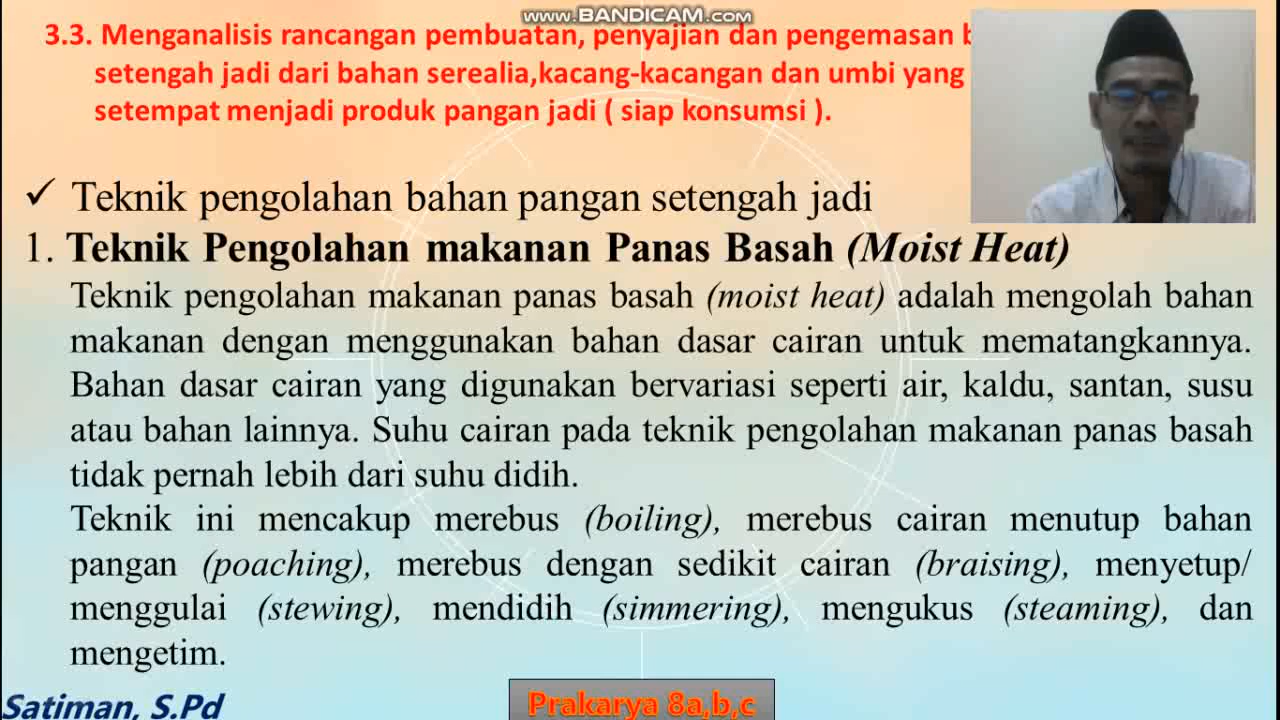 www.BANDICAM.com
3.3. Menganalisis rancangan pembuatan, penyajian dan pengemasan b
setengah jadi dari bahan serealia,kacang-kacangan dan umbi yang
setempat menjadi produk pangan jadi ( siap konsumsi ).
✓ Teknik pengolahan bahan pangan setengah jadi
1. Teknik Pengolahan makanan Panas Basah (Moist Heat)
Teknik pengolahan makanan panas basah (moist heat) adalah mengolah bahan
makanan dengan menggunakan bahan dasar cairan untuk mematangkannya.
Bahan dasar cairan yang digunakan bervariasi seperti air, kaldu, santan, susu
atau bahan lainnya. Suhu cairan pada teknik pengolahan makanan panas basah
tidak pernah lebih dari suhu didih.
Teknik ini mencakup merebus (boiling), merebus cairan menutup bahan
pangan (poaching), merebus dengan sedikit cairan (braising), menyetup/
menggulai (stewing), mendidih (simmering), mengukus (steaming), dan
mengetim.
Satiman, S.Pd
Prakarya 8a,b,c